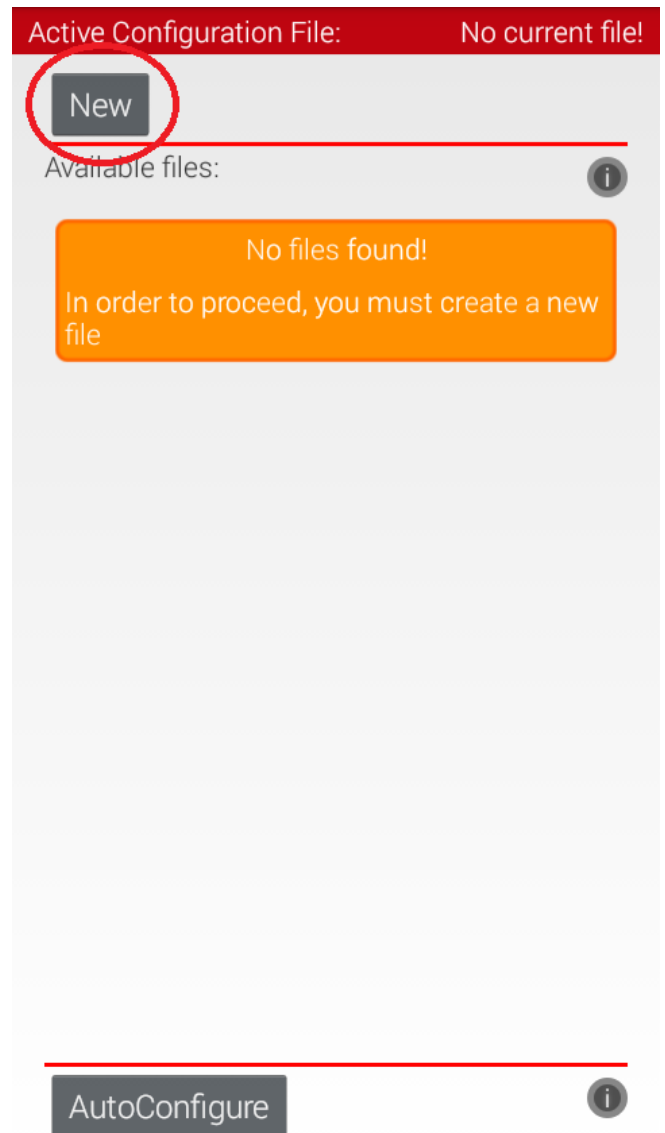 Active Configuration File: No current file!
New
Available files:
No files found!
In order to proceed, you must create a new
file
AutoConfigure